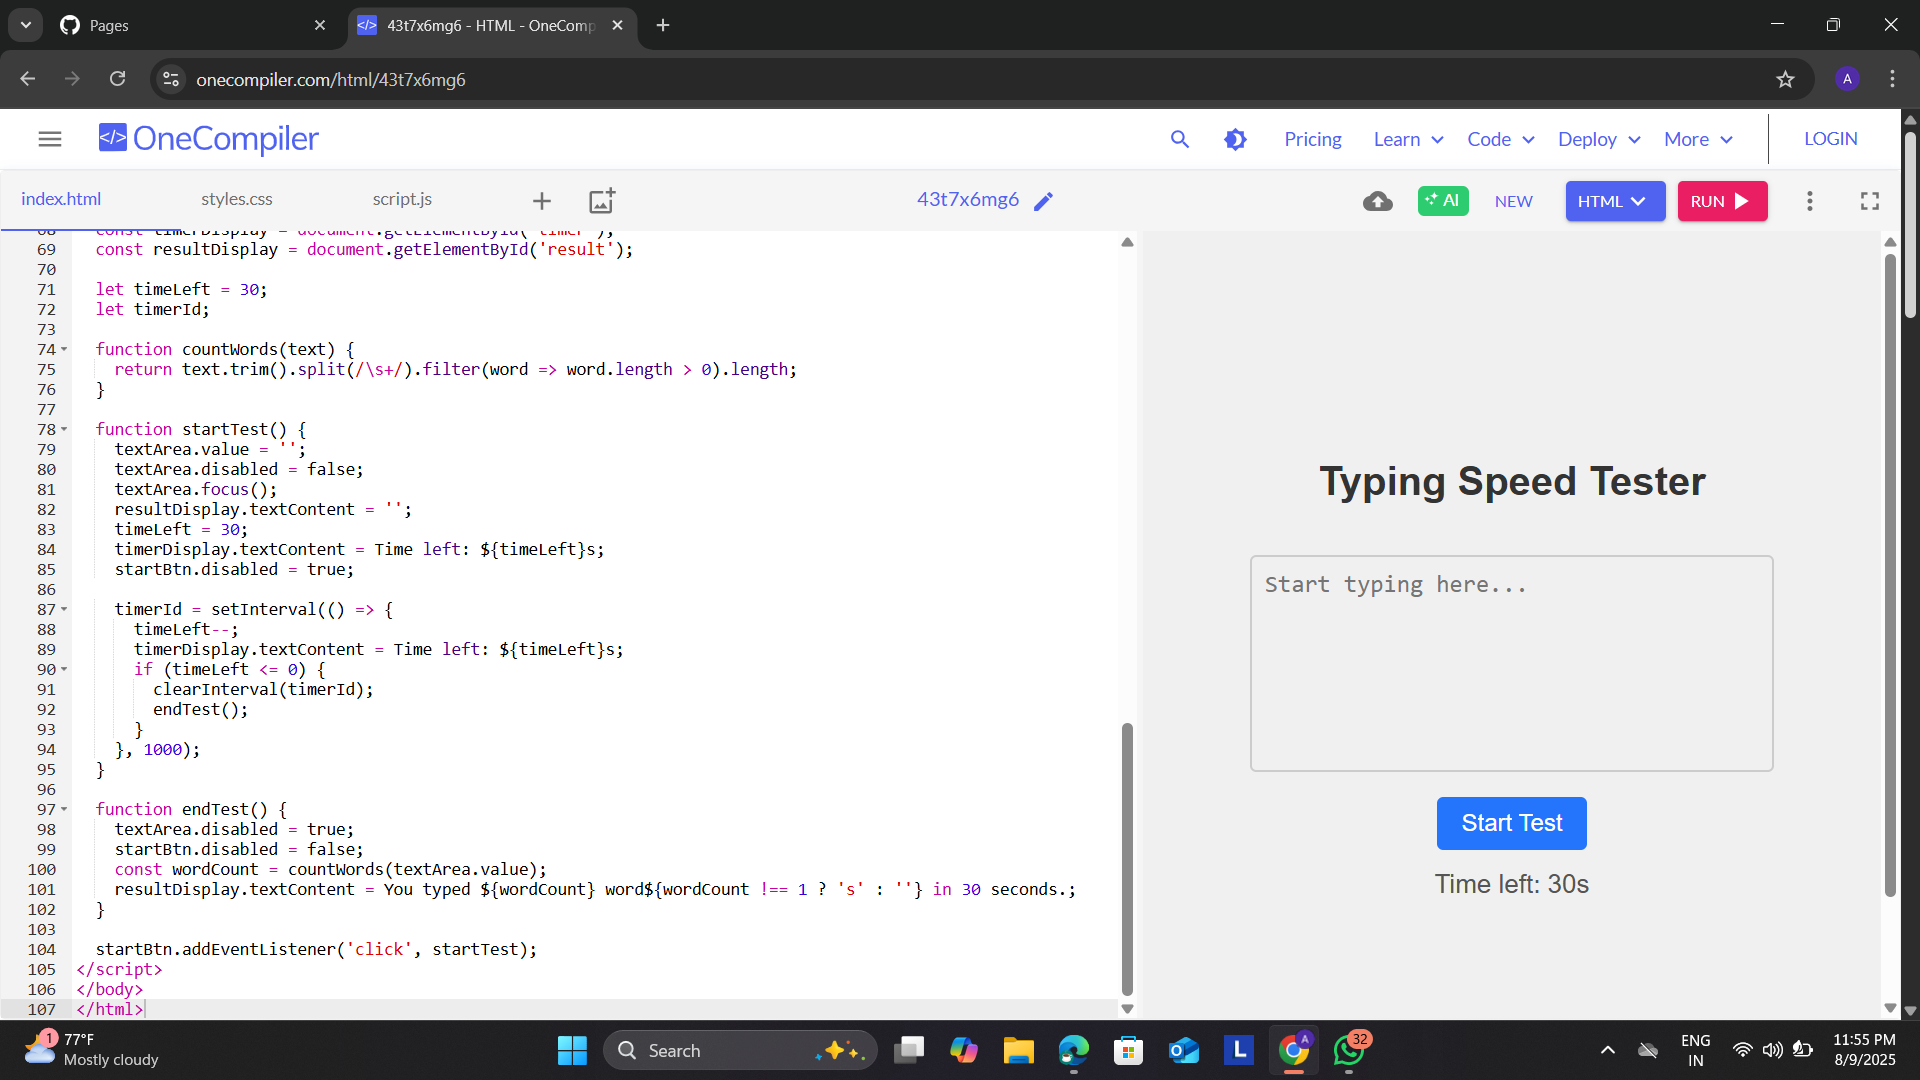 Pages
</> 43t7x6mg6 - HTML - OneComp
onecompiler.com/html/43t7x6mg6
A
</> OneCompiler
Pricing
Learn
Code
Deploy
More
LOGIN
index.html
styles.css
script.js
43t7x6mg6
AI
NEW
HTML
RUN
68 const timerDisplay = document.getElementById('timer');
69 const resultDisplay = document.getElementById('result');
70
71 let timeLeft = 30;
72 let timerId;
73
74 function countWords(text) {
75 return text.trim().split(/\s+/).filter(word => word.length > 0).length;
76 }
77
78 function startTest() {
79 textArea.value = '';
80 textArea.disabled = false;
81 textArea.focus();
82 resultDisplay.textContent = '';
83 timeLeft = 30;
84 timerDisplay.textContent = Time left: ${timeLeft}s;
85 startBtn.disabled = true;
86
87 timerId = setInterval(() => {
88 timeLeft--;
89 timerDisplay.textContent = Time left: ${timeLeft}s;
90 if (timeLeft <= 0) {
91 clearInterval(timerId);
92 endTest();
93 }
94 }, 1000);
95 }
96
97 function endTest() {
98 textArea.disabled = true;
99 startBtn.disabled = false;
100 const wordCount = countWords(textArea.value);
101 resultDisplay.textContent = You typed ${wordCount} word${wordCount !== 1 ? 's' : ''} in 30 seconds.;
102 }
103
104 startBtn.addEventListener('click', startTest);
105 </script>
106 </body>
107 </html>
Typing Speed Tester
Start typing here...
Start Test
Time left: 30s
1
77°F
Mostly cloudy
Search
L
A
32
ENG
IN
11:55 PM
8/9/2025